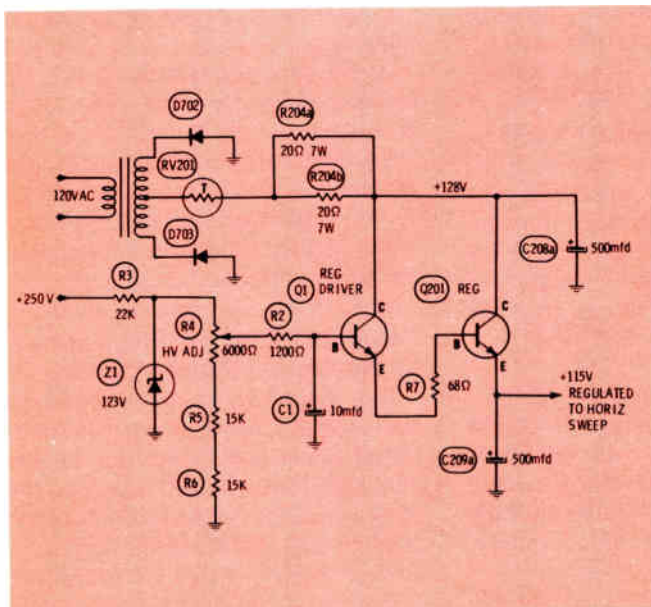 D702
R204a
20Ω 7W
RV201
T
R204b
120VAC
20Ω
7W
+128V
D703
C208a
+
500mfd
R3
+250 V
22K
Q1
REG
DRIVER
Q201
REG
R4
HV ADJ
6000Ω
R2
1200Ω
C
B
E
C
B
E
Z1
123V
R7
68Ω
+115V
REGULATED
TO HORIZ
SWEEP
C1
+
10mfd
R5
15K
C209a
+
500mfd
R6
15K